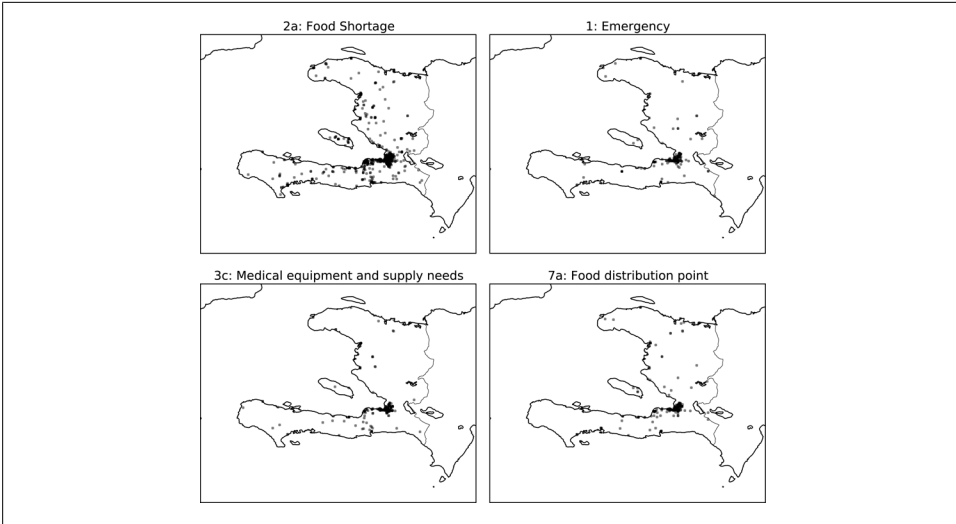 2a: Food Shortage
1: Emergency
3c: Medical equipment and supply needs
7a: Food distribution point